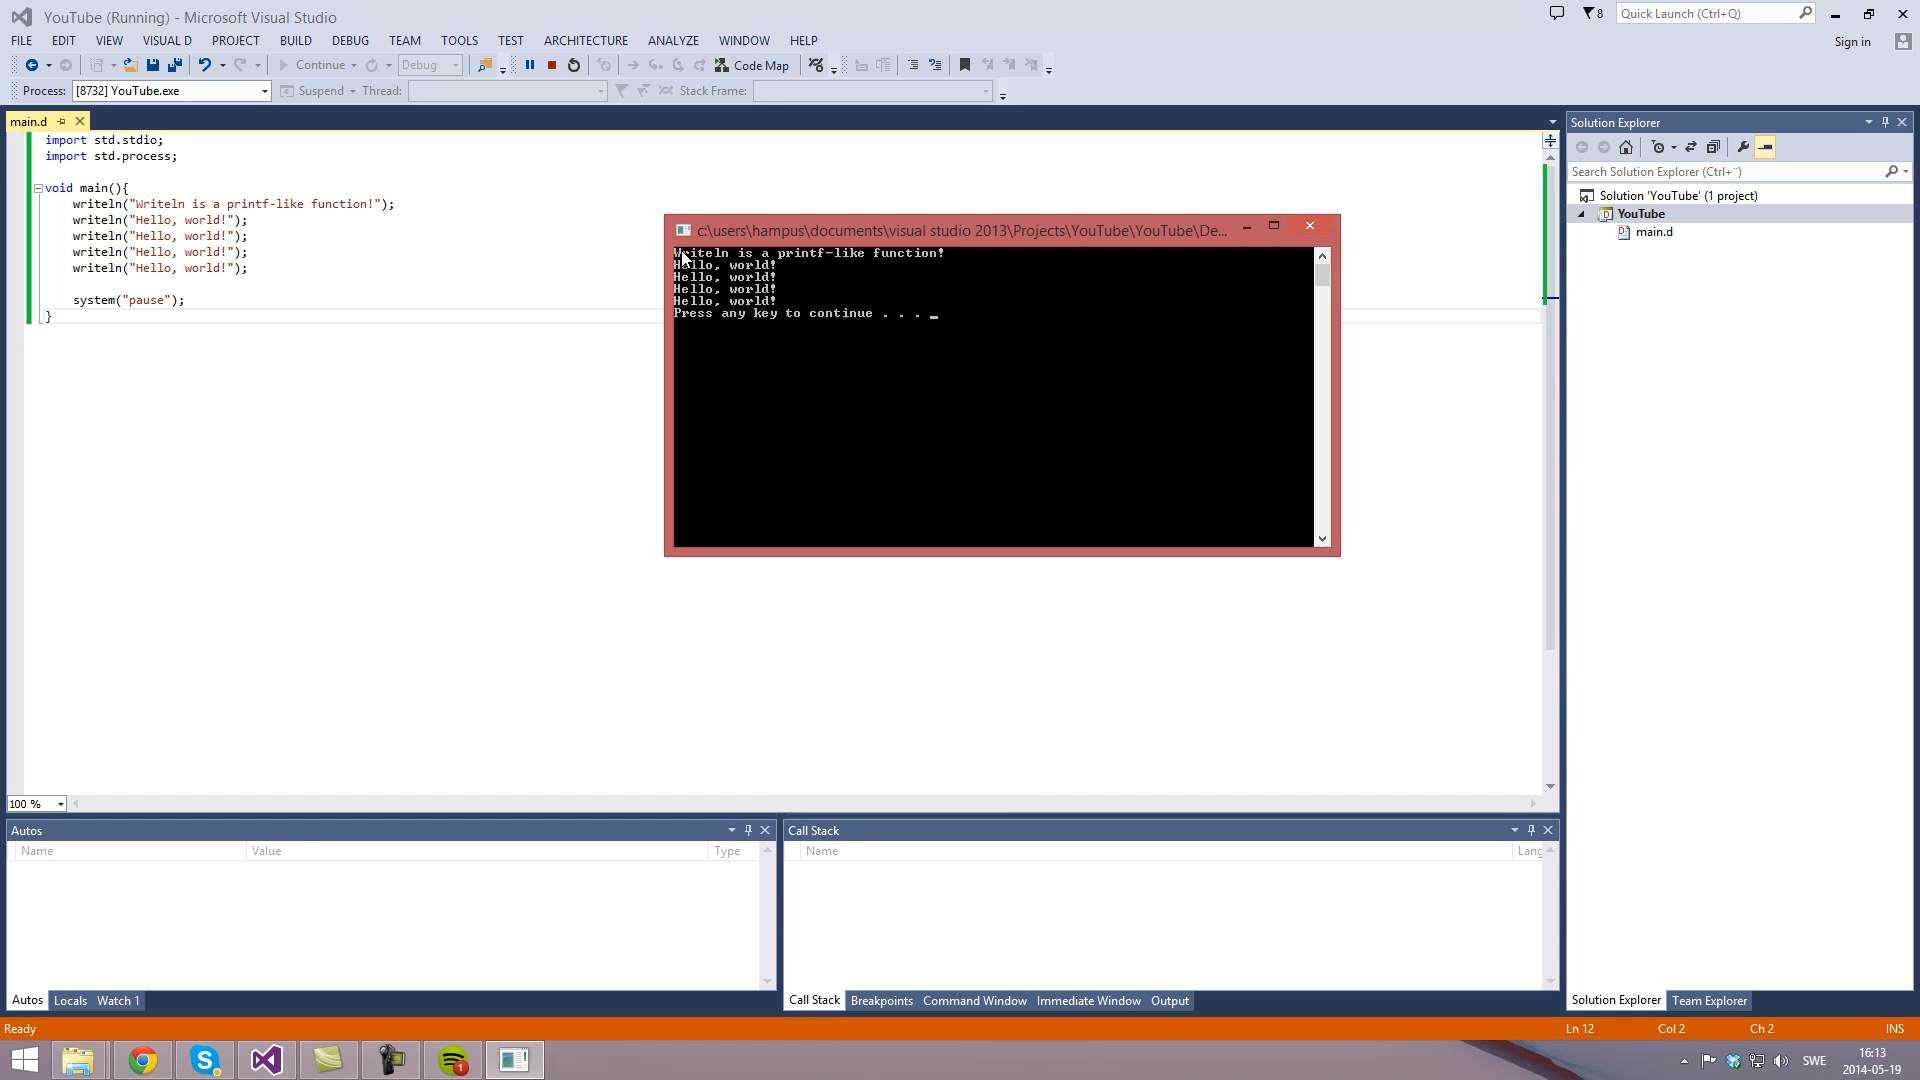 YouTube (Running) - Microsoft Visual Studio
8
Quick Launch (Ctrl+Q)
FILE EDIT VIEW VISUAL D PROJECT BUILD DEBUG TEAM TOOLS TEST ARCHITECTURE ANALYZE WINDOW HELP
Sign in
Continue Debug Code Map
Process: [8732] YouTube.exe Suspend Thread: Stack Frame:
main.d
import std.stdio;
import std.process;
void main(){
writeln("Writeln is a printf-like function!");
writeln("Hello, world!");
writeln("Hello, world!");
writeln("Hello, world!");
writeln("Hello, world!");
system("pause");
}
c:\users\hampus\documents\visual studio 2013\Projects\YouTube\YouTube\De...
Writeln is a printf-like function!
Hello, world!
Hello, world!
Hello, world!
Hello, world!
Press any key to continue . . . _
Solution Explorer
Search Solution Explorer (Ctrl+¨)
Solution 'YouTube' (1 project)
YouTube
main.d
100 %
Autos
Name Value Type
Call Stack
Name Lang
Autos Locals Watch 1
Call Stack Breakpoints Command Window Immediate Window Output
Solution Explorer Team Explorer
Ready
Ln 12 Col 2 Ch 2 INS
1
SWE
16:13
2014-05-19